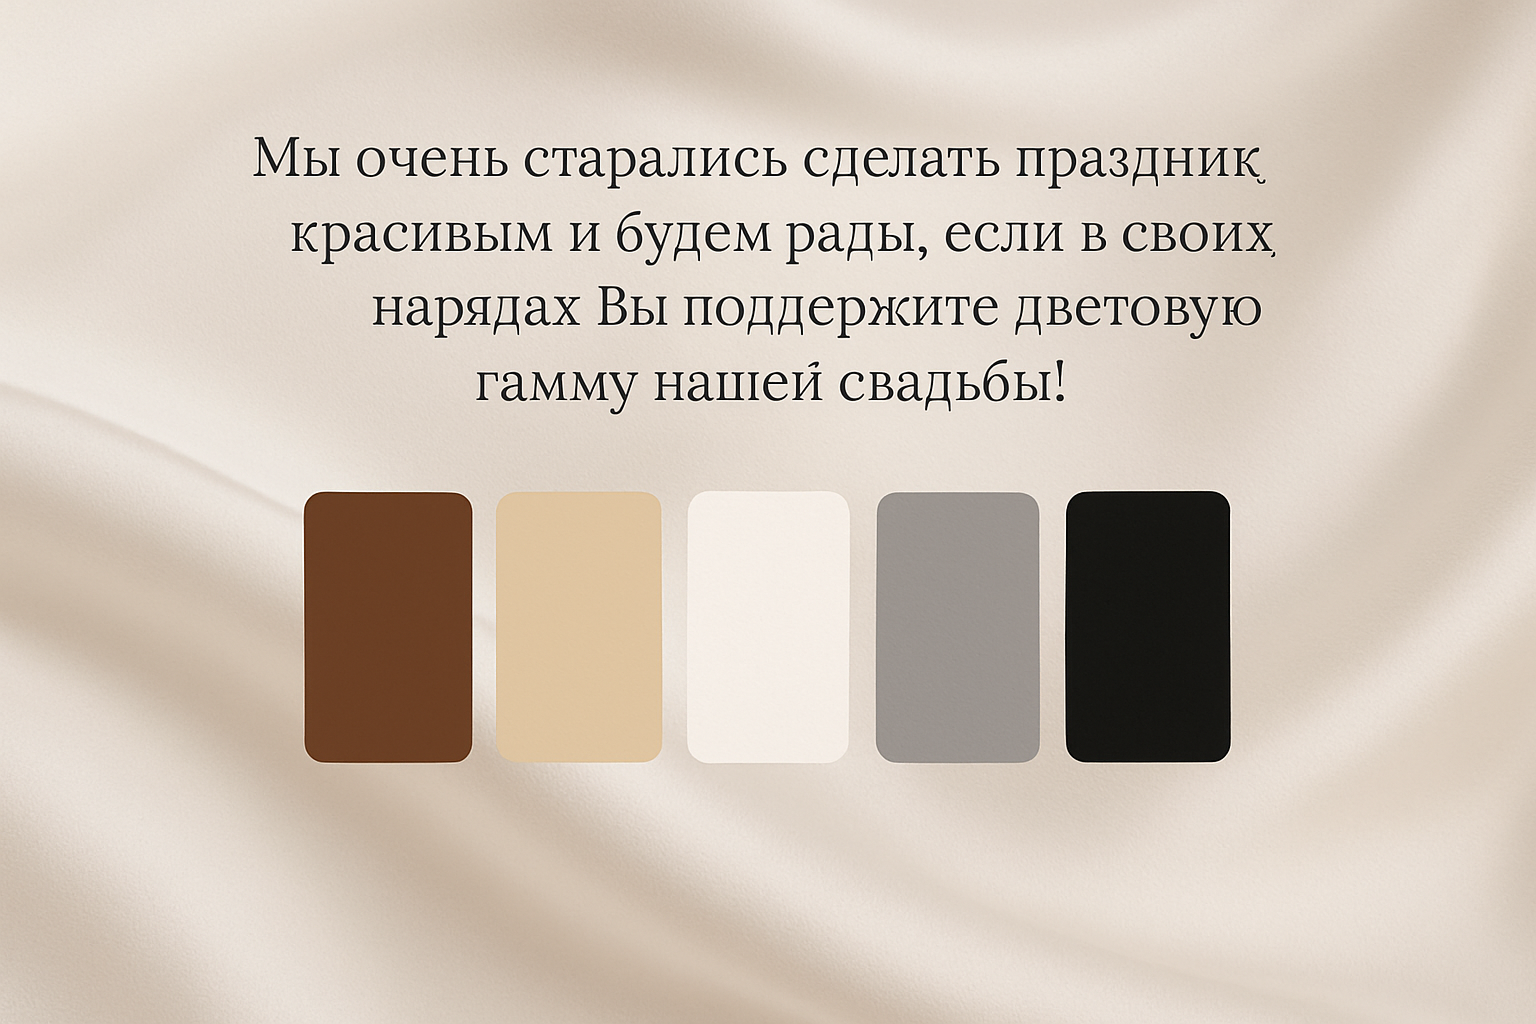 Мы очень старались сделать праздник
красивым и будем рады, если в своих
нарядах Вы поддержите дветовую
гамму нашей свадьбы!